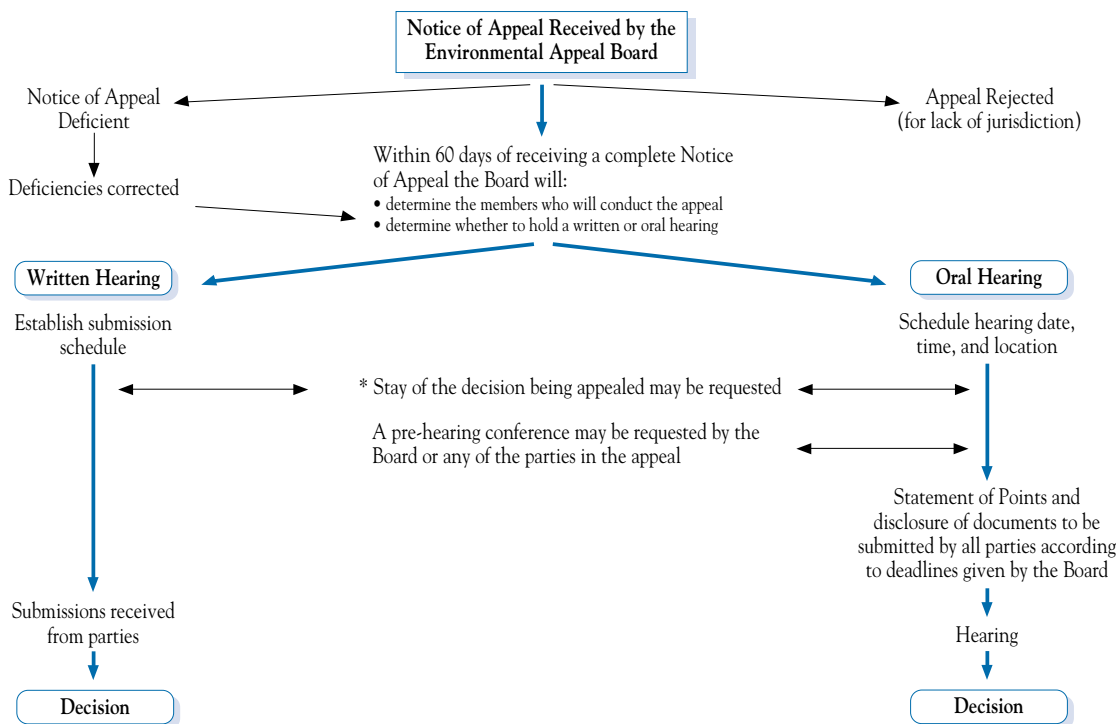 Notice of Appeal Received by the
Environmental Appeal Board
Notice of Appeal
Deficient
Appeal Rejected
(for lack of jurisdiction)
Deficiencies corrected
Within 60 days of receiving a complete Notice
of Appeal the Board will:
• determine the members who will conduct the appeal
• determine whether to hold a written or oral hearing
Written Hearing
Establish submission
schedule
Oral Hearing
Schedule hearing date,
time, and location
* Stay of the decision being appealed may be requested
A pre-hearing conference may be requested by the
Board or any of the parties in the appeal
Statement of Points and
disclosure of documents to be
submitted by all parties according
to deadlines given by the Board
Submissions received
from parties
Hearing
Decision
Decision